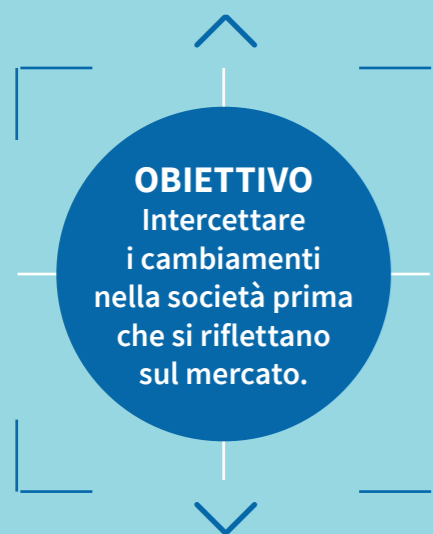 OBIETTIVO
Intercettare
i cambiamenti
nella società prima
che si riflettano
sul mercato.